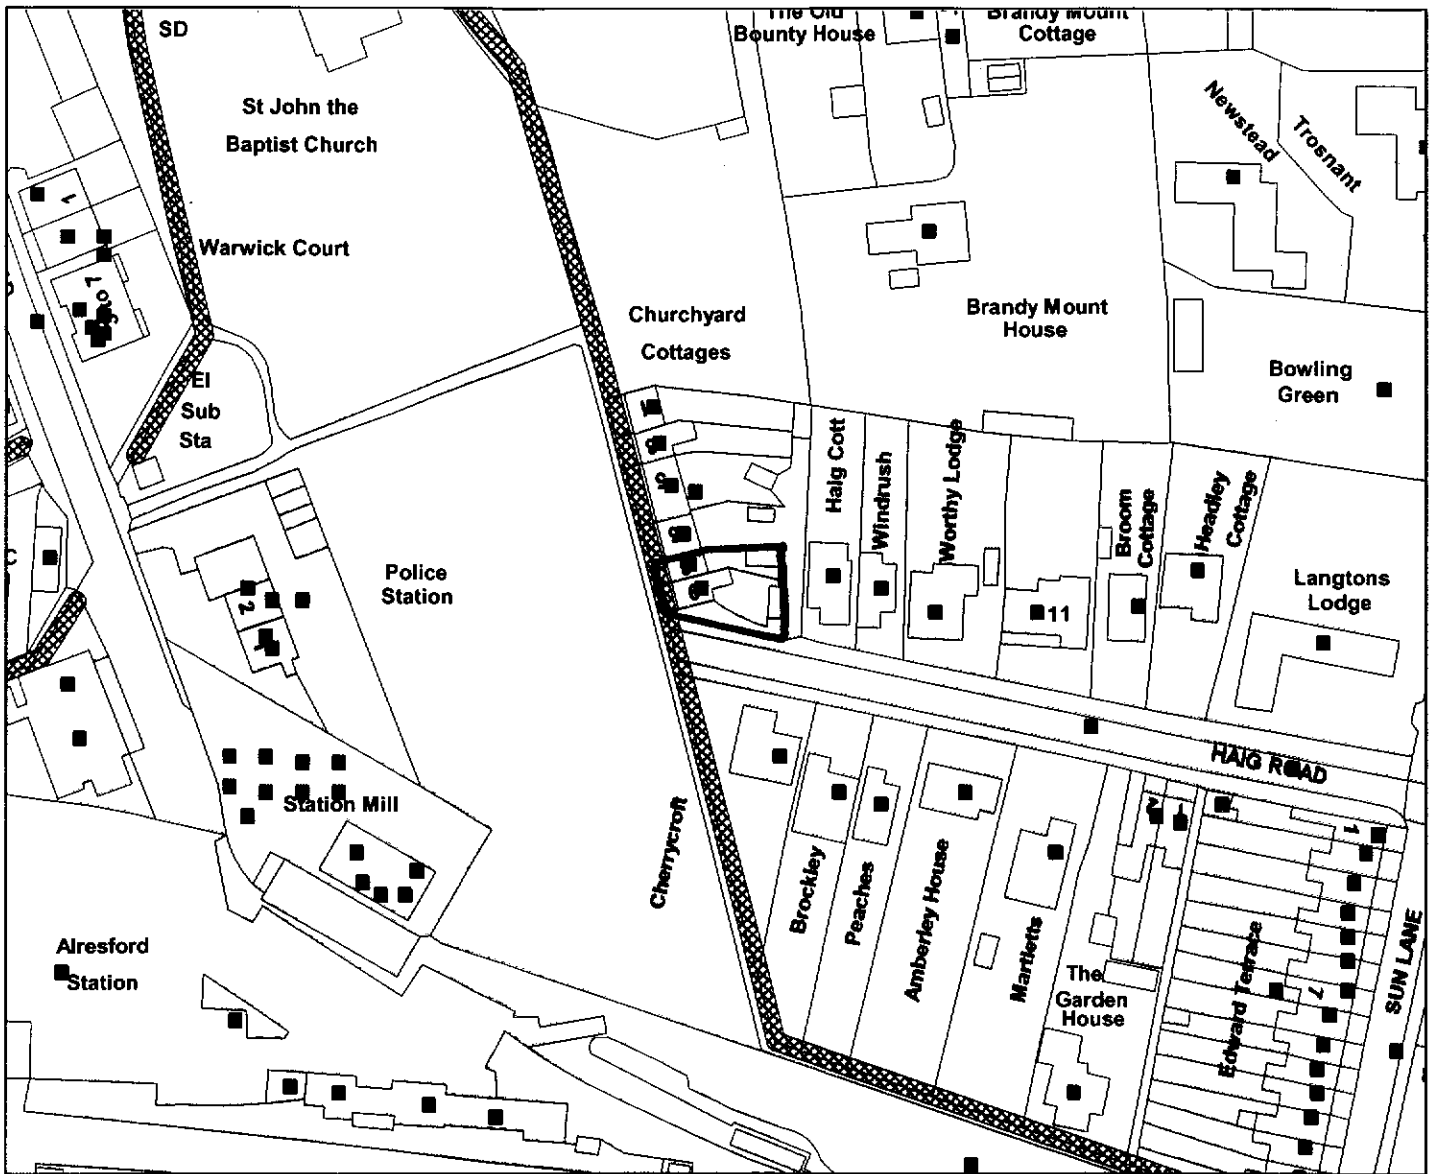 SD
The Old
Bounty House
Brandy Mount
Cottage
St John the
Baptist Church
Newstead
Trosnant
1
Warwick Court
Churchyard
Cottages
Brandy Mount
House
Bowling
Green
El
Sub
Sta
Haig Cott
Windrush
Worthy Lodge
Broom
Cottage
Headley
Cottage
Police
Station
2
1
11
Langtons
Lodge
HAIG ROAD
Station Mill
Cherrycroft
Brockley
Peaches
Amberley House
Martletts
The
Garden
House
1
7
Edward Terrace
SUN LANE
Alresford
Station